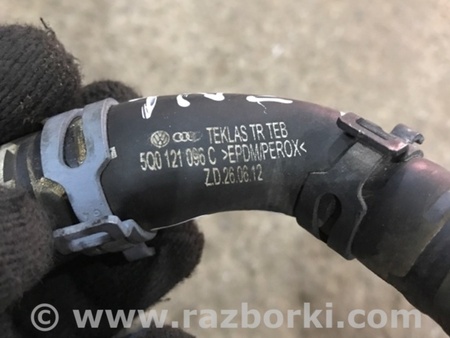 TEKLAS TR TEB
5Q0 121 096 C >EPDM/PEROX<
Z.D.26.06.12
© www.razborki.com